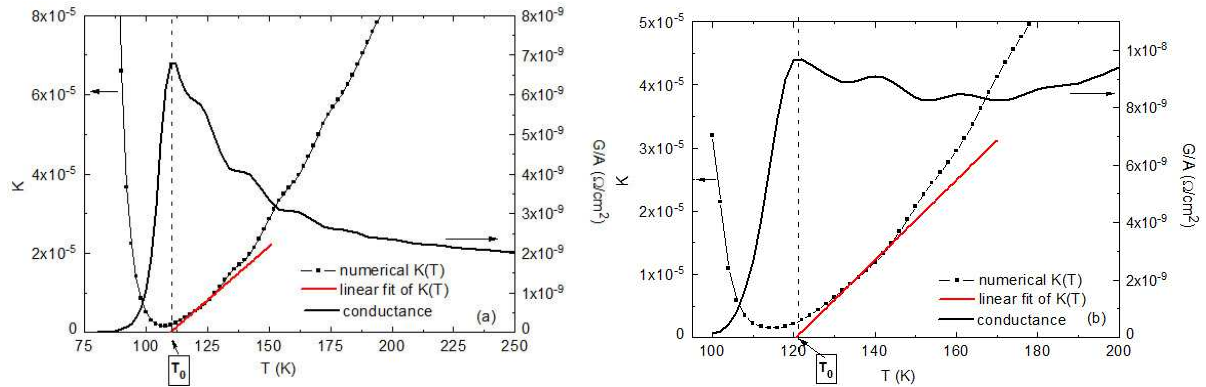 8x10⁻⁵
6x10⁻⁵
4x10⁻⁵
2x10⁻⁵
0
K
8x10⁻⁹
7x10⁻⁹
6x10⁻⁹
5x10⁻⁹
4x10⁻⁹
3x10⁻⁹
2x10⁻⁹
1x10⁻⁹
0
G/A (Ω/cm²)
numerical K(T)
linear fit of K(T)
conductance
(a)
75 100 125 150 175 200 225 250
T₀
T (K)
5x10⁻⁵
4x10⁻⁵
3x10⁻⁵
2x10⁻⁵
1x10⁻⁵
0
K
1x10⁻⁸
8x10⁻⁹
6x10⁻⁹
4x10⁻⁹
2x10⁻⁹
0
G/A (Ω/cm²)
numerical K(T)
linear fit of K(T)
conductance
(b)
100 120 140 160 180 200
T₀
T (K)